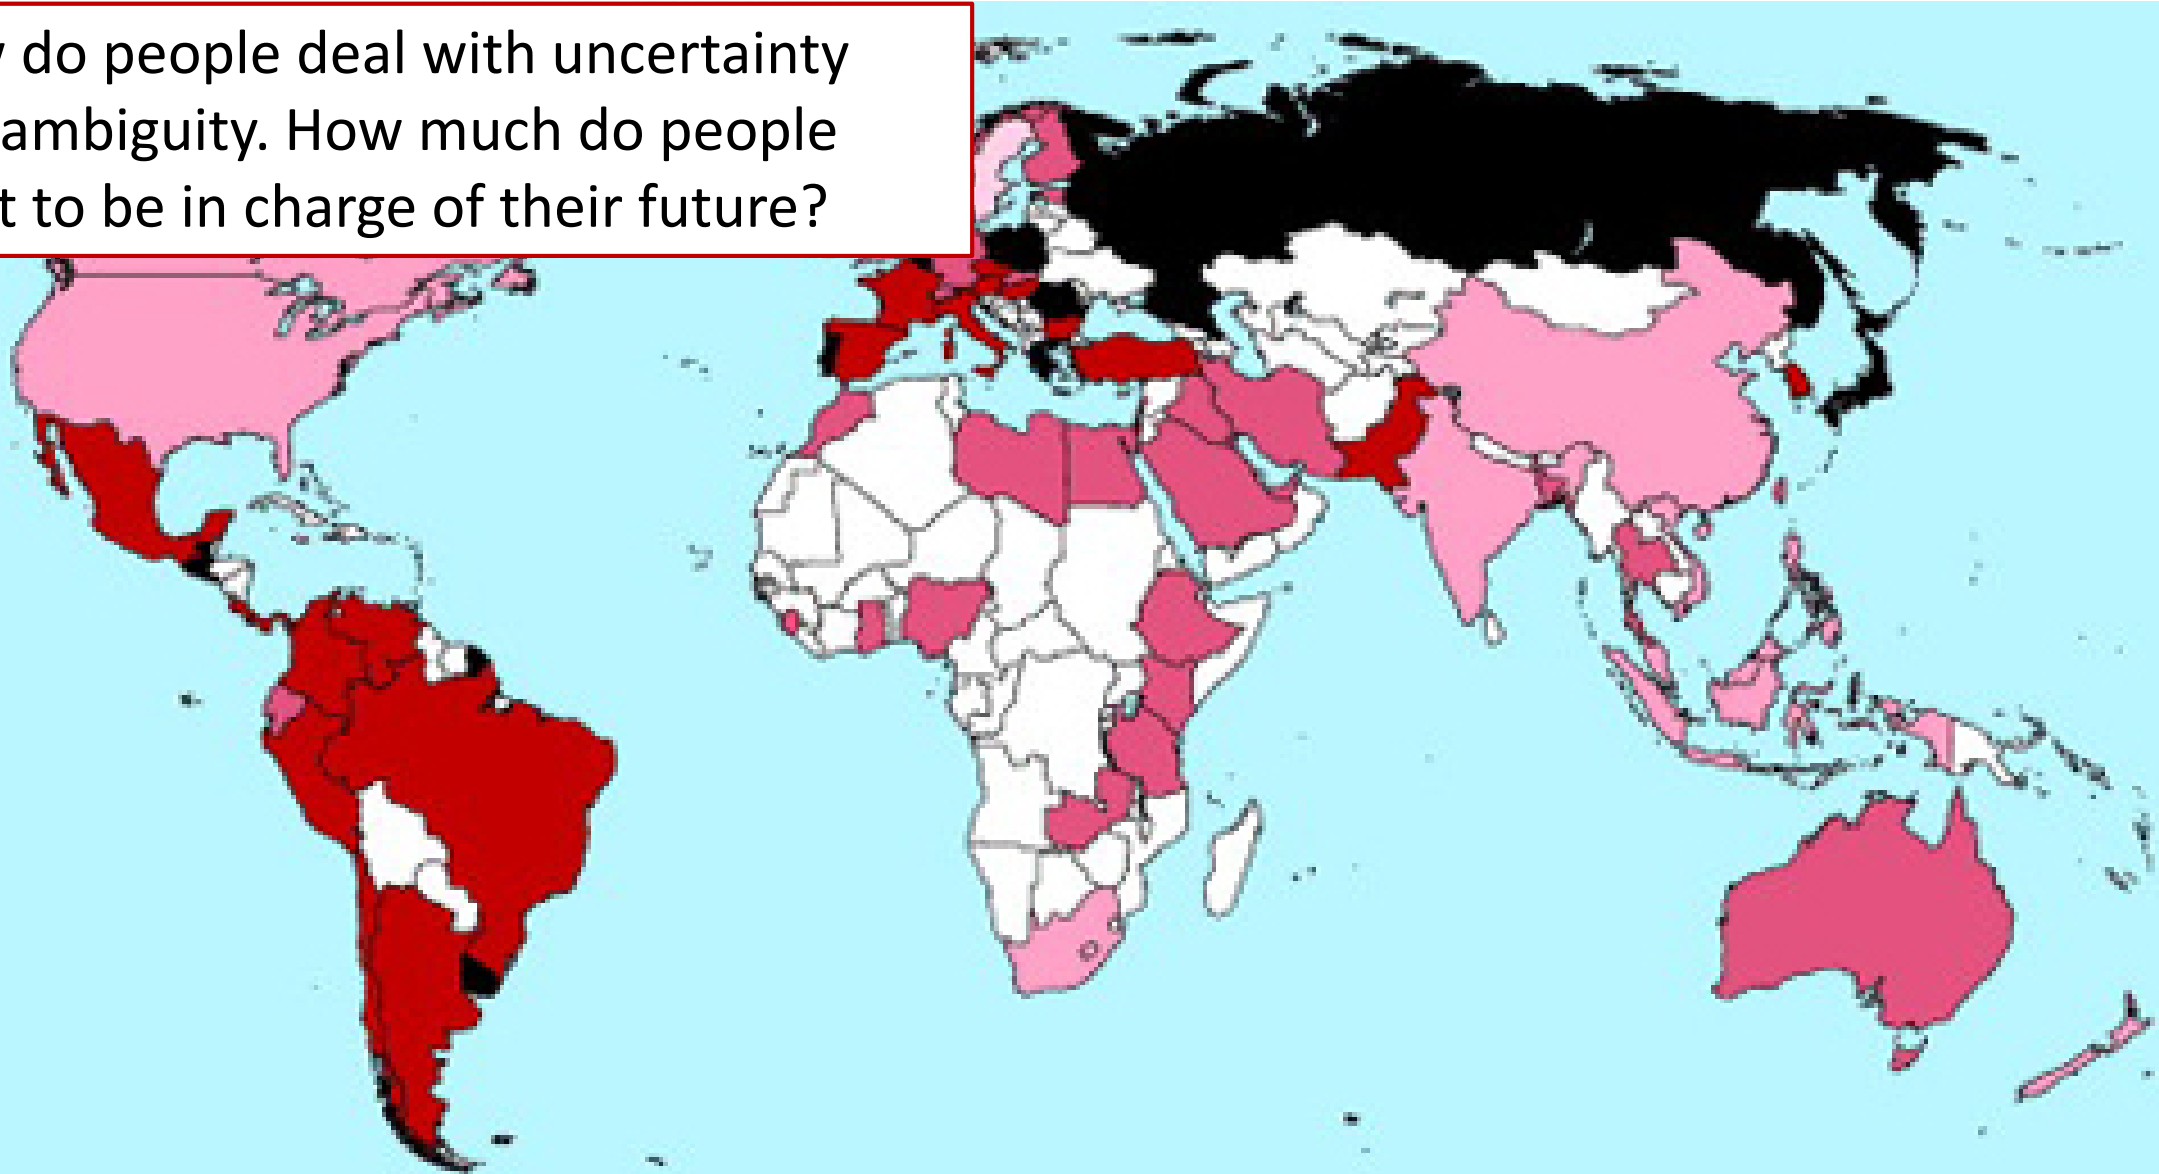 do people deal with uncertainty
ambiguity. How much do people
to be in charge of their future?